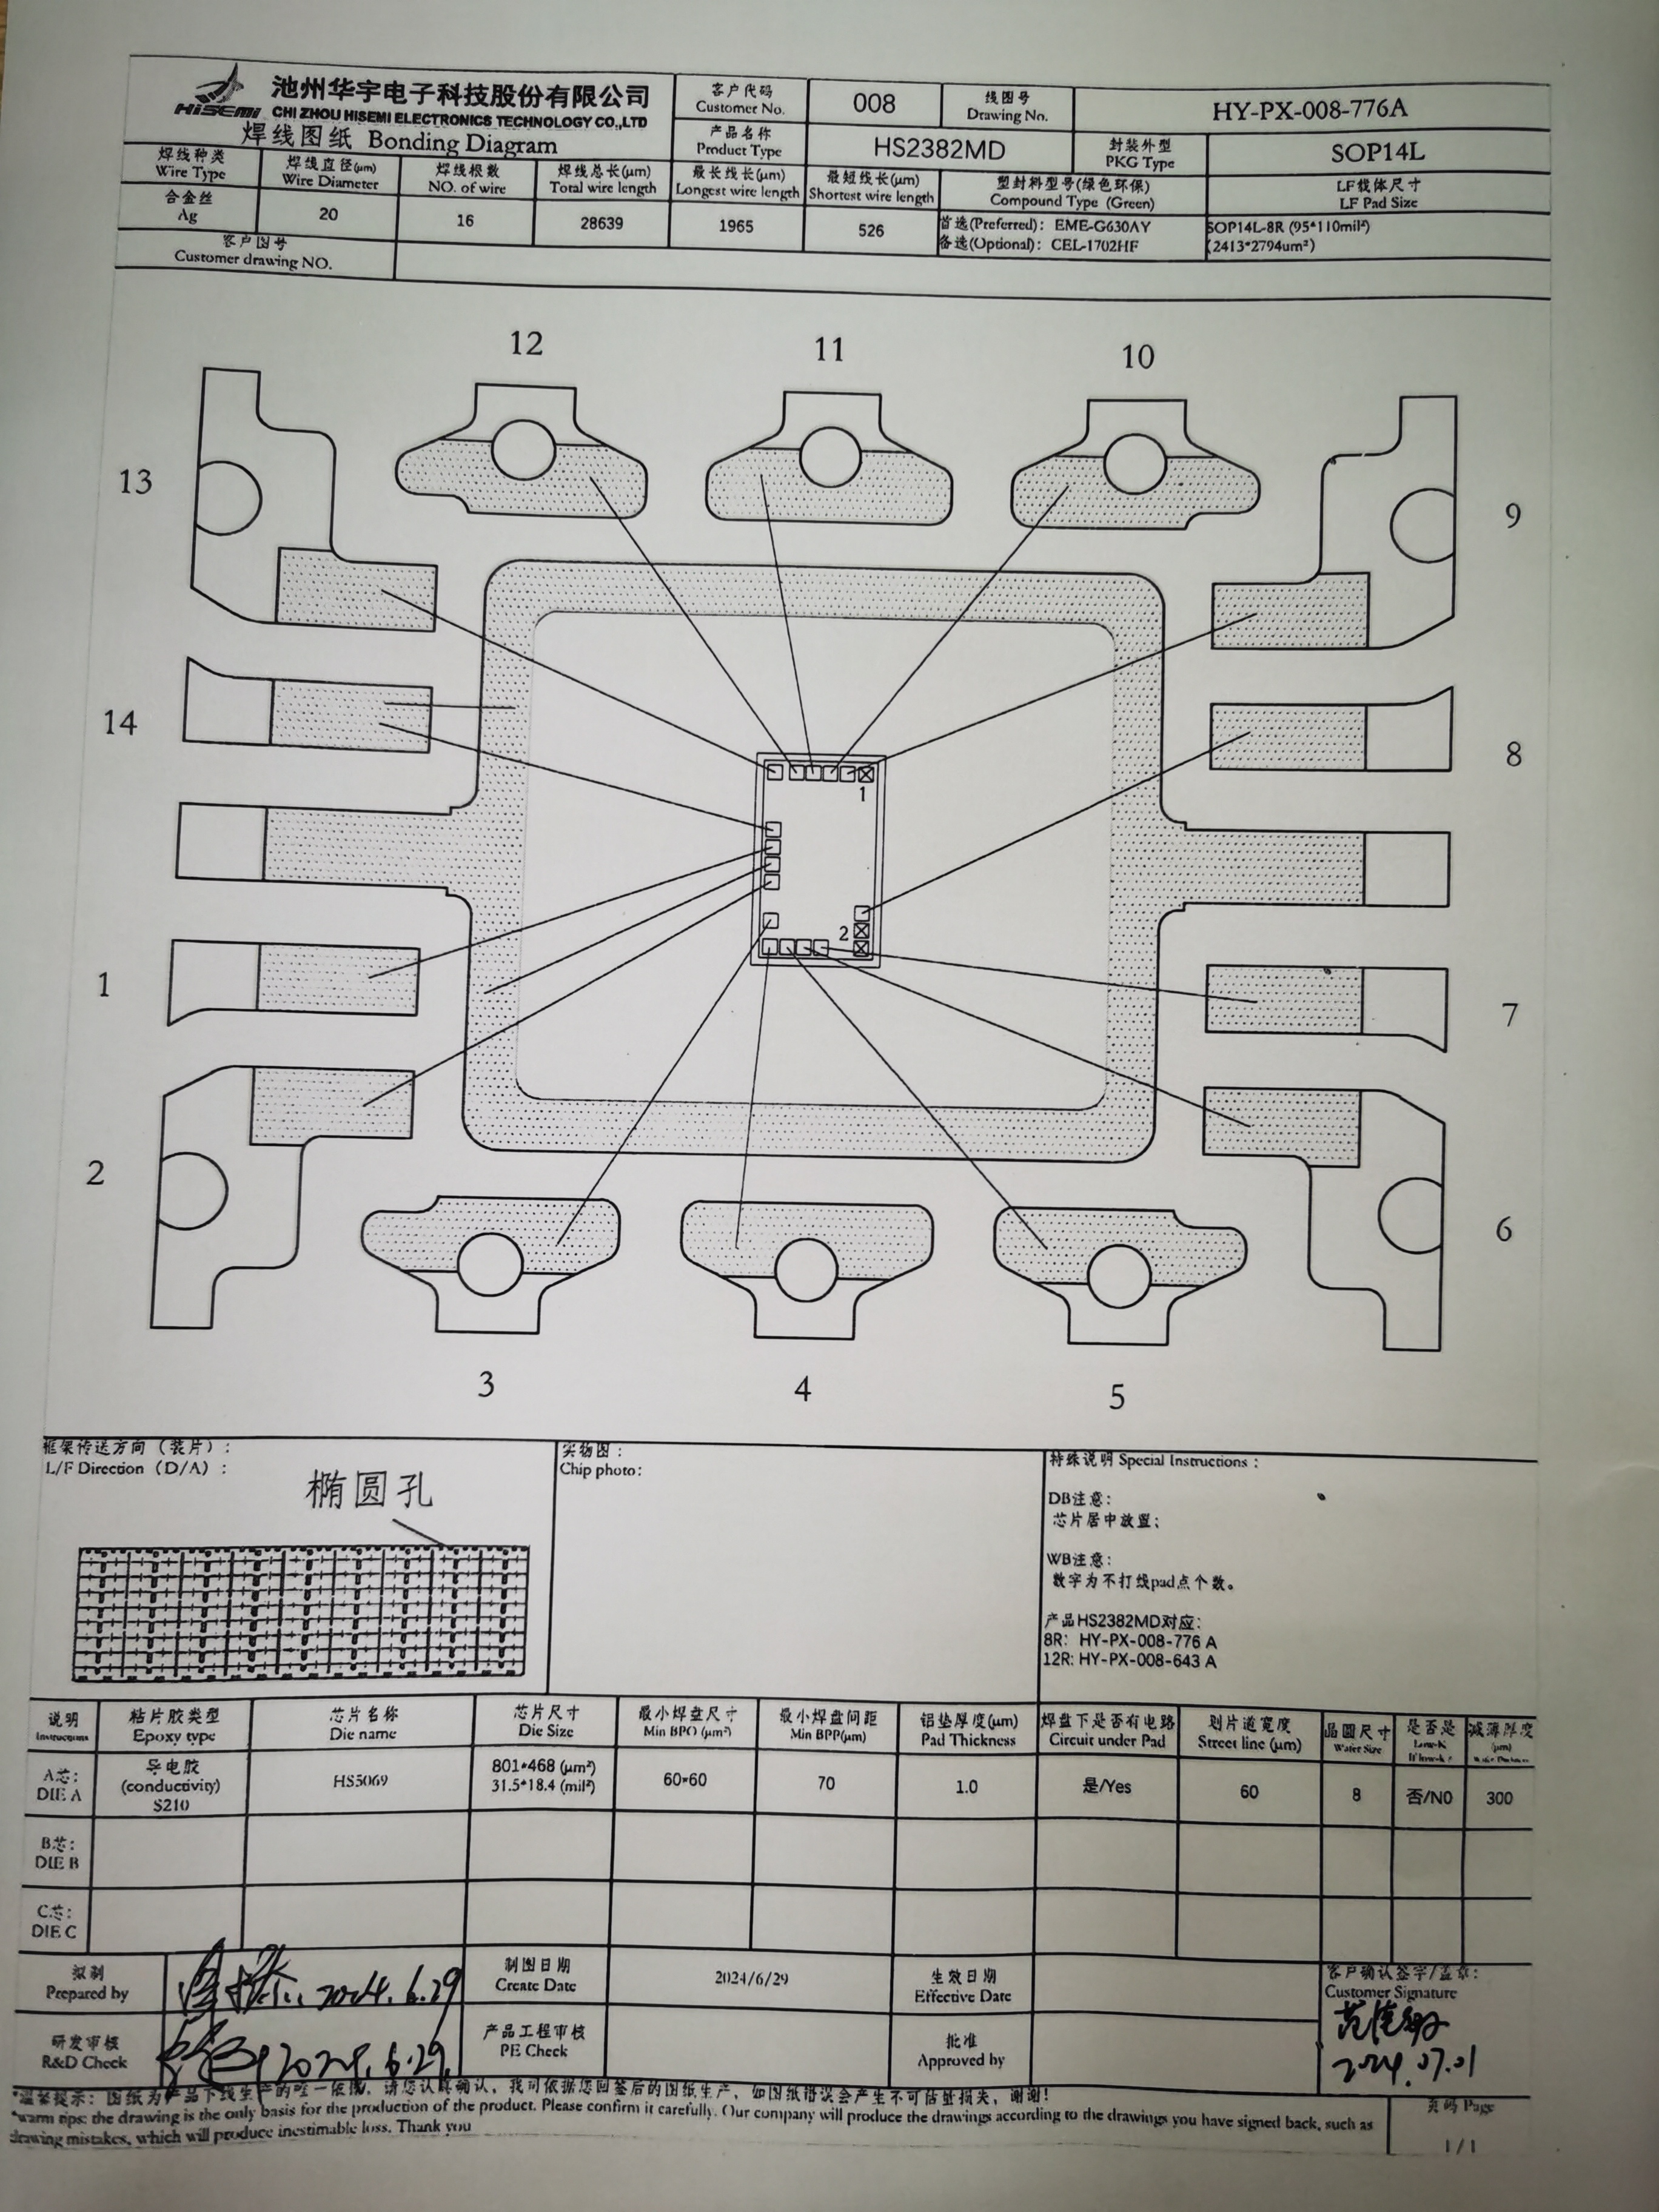 HISEMI
池州华宇电子科技股份有限公司
CHI ZHOU HISEMI ELECTRONICS TECHNOLOGY CO.,LTD
焊线图纸 Bonding Diagram
客户代码
Customer No.
008
线图号
Drawing No.
HY-PX-008-776A
产品名称
Product Type
HS2382MD
封装外型
PKG Type
SOP14L
焊线种类
Wire Type
焊线直径(μm)
Wire Diameter
焊线根数
NO. of wire
焊线总长(μm)
Total wire length
最长线长(μm)
Longest wire length
最短线长(μm)
Shortest wire length
塑封料型号(绿色环保)
Compound Type (Green)
LF载体尺寸
LF Pad Size
合金丝
Ag
20
16
28639
1965
526
首选(Preferred): EME-G630AY
备选(Optional): CEL-1702HF
SOP14L-8R (95*110mil²)
(2413*2794um²)
客户图号
Customer drawing NO.
12
11
10
13
9
14
8
1
2
1
7
2
6
3
4
5
框架传送方向（装片）:
L/F Direction（D/A）:
椭圆孔
实物图:
Chip photo:
特殊说明 Special Instructions :
DB注意:
芯片居中放置;
WB注意:
数字为不打线pad点个数。
产品HS2382MD对应:
8R: HY-PX-008-776 A
12R: HY-PX-008-643 A
说明
Instructions
粘片胶类型
Epoxy type
芯片名称
Die name
芯片尺寸
Die Size
最小焊盘尺寸
Min BPO (μm²)
最小焊盘间距
Min BPP(μm)
铝垫厚度(μm)
Pad Thickness
焊盘下是否有电路
Circuit under Pad
划片道宽度
Street line (μm)
晶圆尺寸
Wafer Size
是否是
Low-K
减薄厚度
(μm)
A芯:
DIE A
导电胶
(conductivity)
S210
HS5069
801*468 (μm²)
31.5*18.4 (mil²)
60*60
70
1.0
是/Yes
60
8
否/NO
300
B芯:
DIE B
C芯:
DIE C
拟制
Prepared by
2024.6.29
制图日期
Create Date
2024/6/29
生效日期
Effective Date
客户确认签字/盖章:
Customer Signature
2024.07.01
研发审核
R&D Check
2024.6.29
产品工程审核
PE Check
批准
Approved by
*温馨提示: 图纸为产品下线生产的唯一依据, 请您认真确认, 我司依据您回签后的图纸生产, 如图纸错误会产生不可估量损失, 谢谢!
*warm tips: the drawing is the only basis for the production of the product. Please confirm it carefully. Our company will produce the drawings according to the drawings you have signed back, such as
drawing mistakes, which will produce inestimable loss. Thank you
页码 Page
1/1